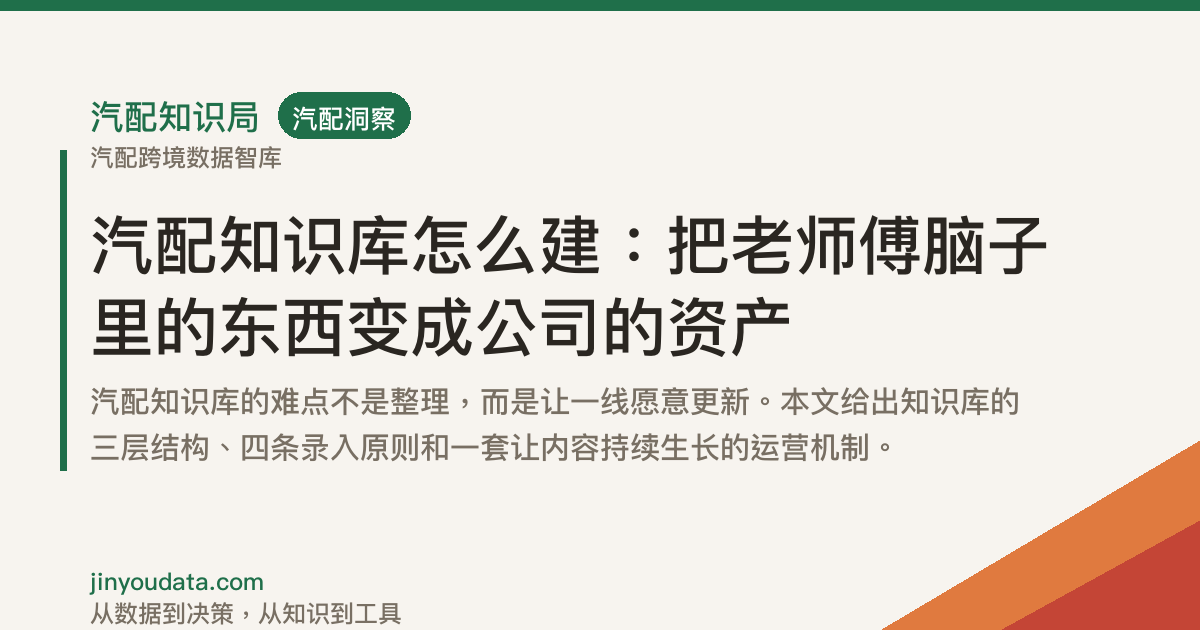 汽配知识局 汽配洞察
汽配跨境数据智库
汽配知识库怎么建：把老师傅脑子
里的东西变成公司的资产
汽配知识库的难点不是整理，而是让一线愿意更新。本文给出知识库的
三层结构、四条录入原则和一套让内容持续生长的运营机制。
jinyoudata.com
从数据到决策，从知识到工具